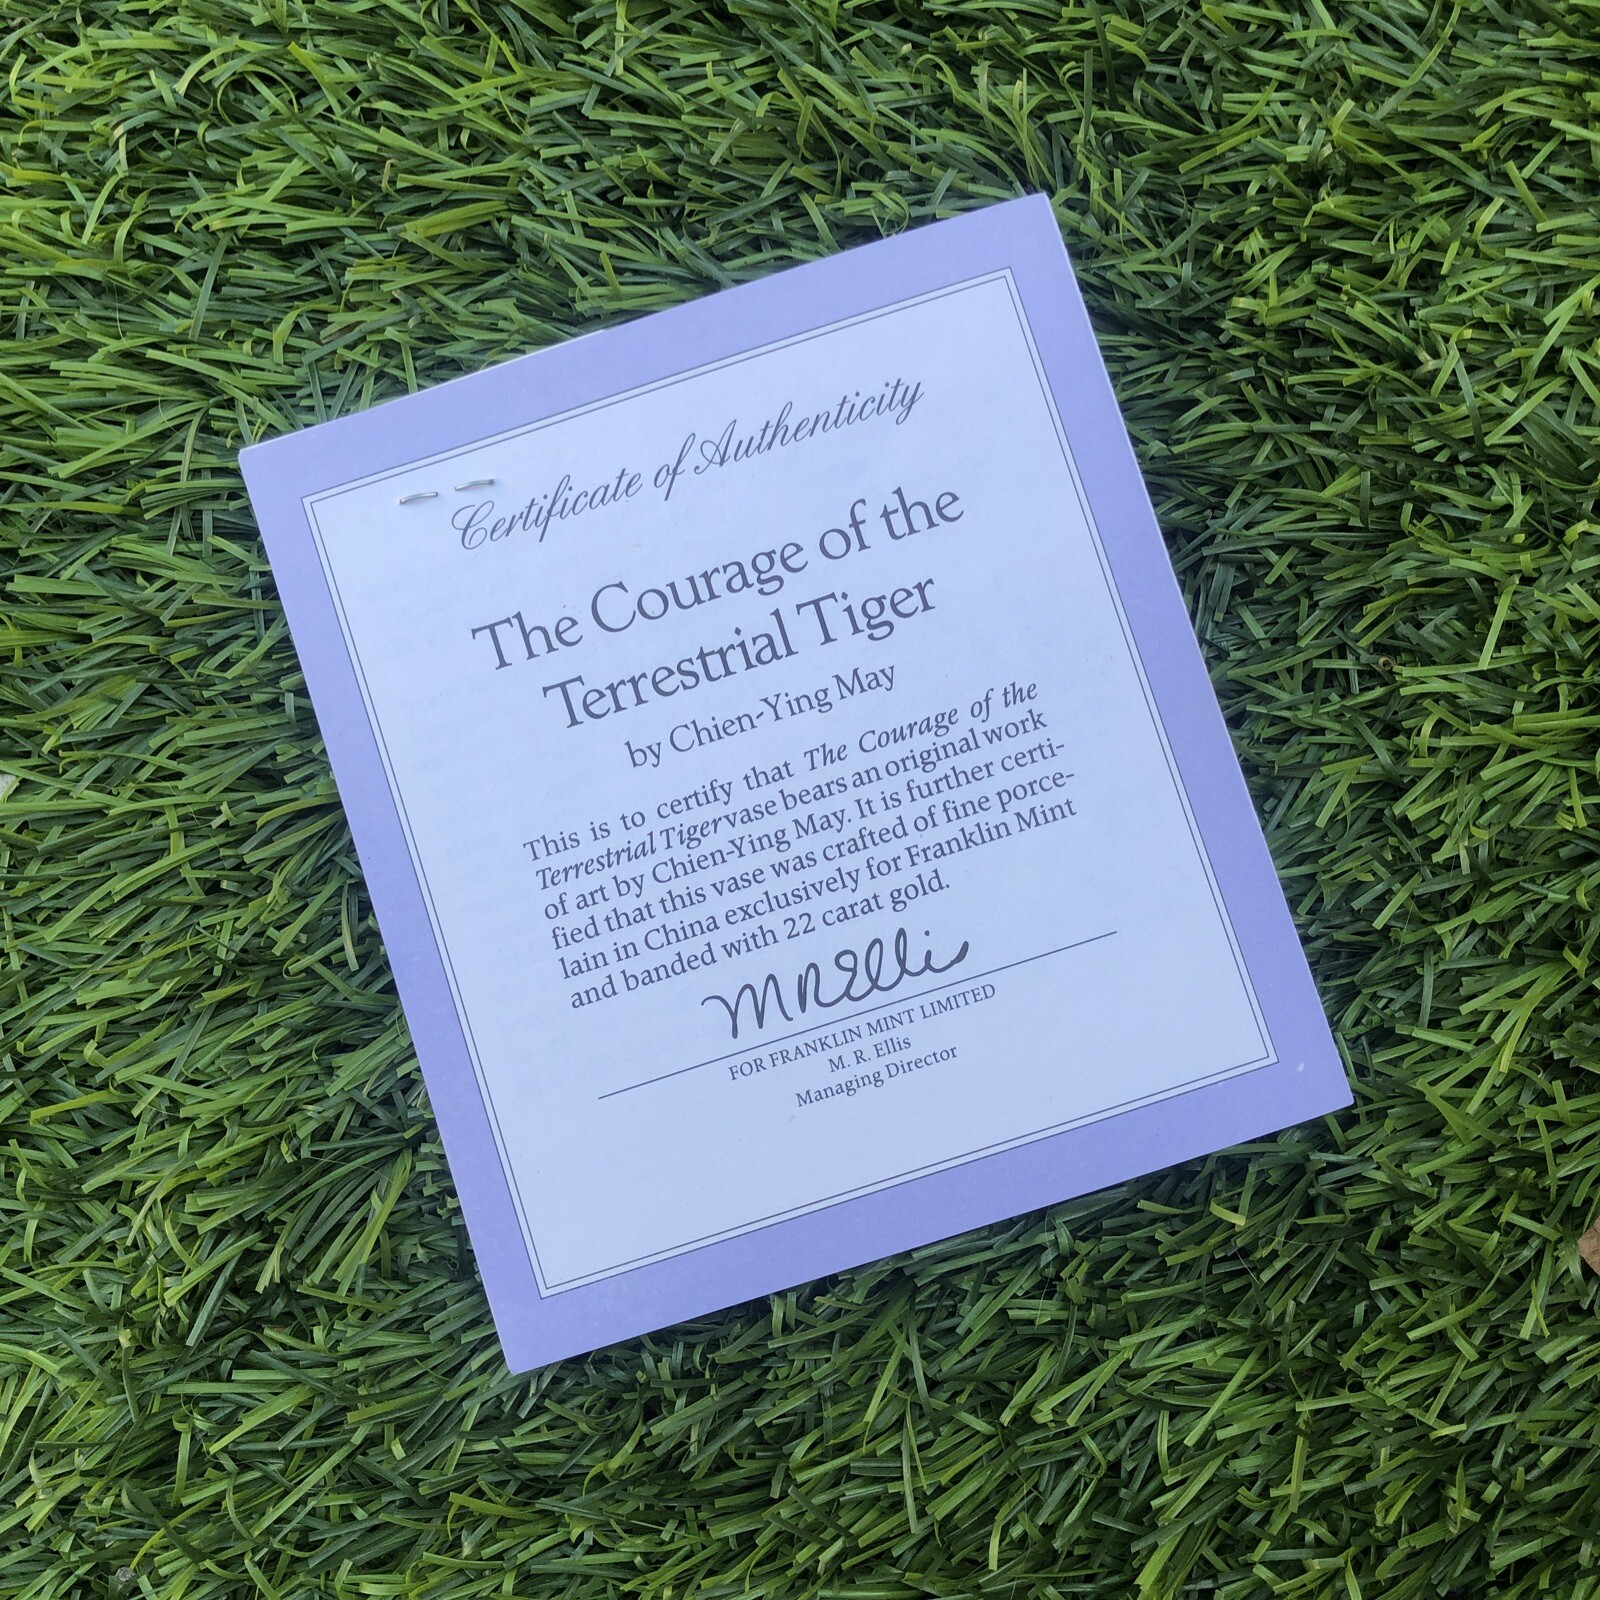 Certificate of Authenticity
The Courage of the
Terrestrial Tiger
by Chien-Ying May
This is to certify that The Courage of the
Terrestrial Tiger vase bears an original work
of art by Chien-Ying May. It is further certi-
fied that this vase was crafted of fine porce-
lain in China exclusively for Franklin Mint
and banded with 22 carat gold.
MREllis
FOR FRANKLIN MINT LIMITED
M. R. Ellis
Managing Director